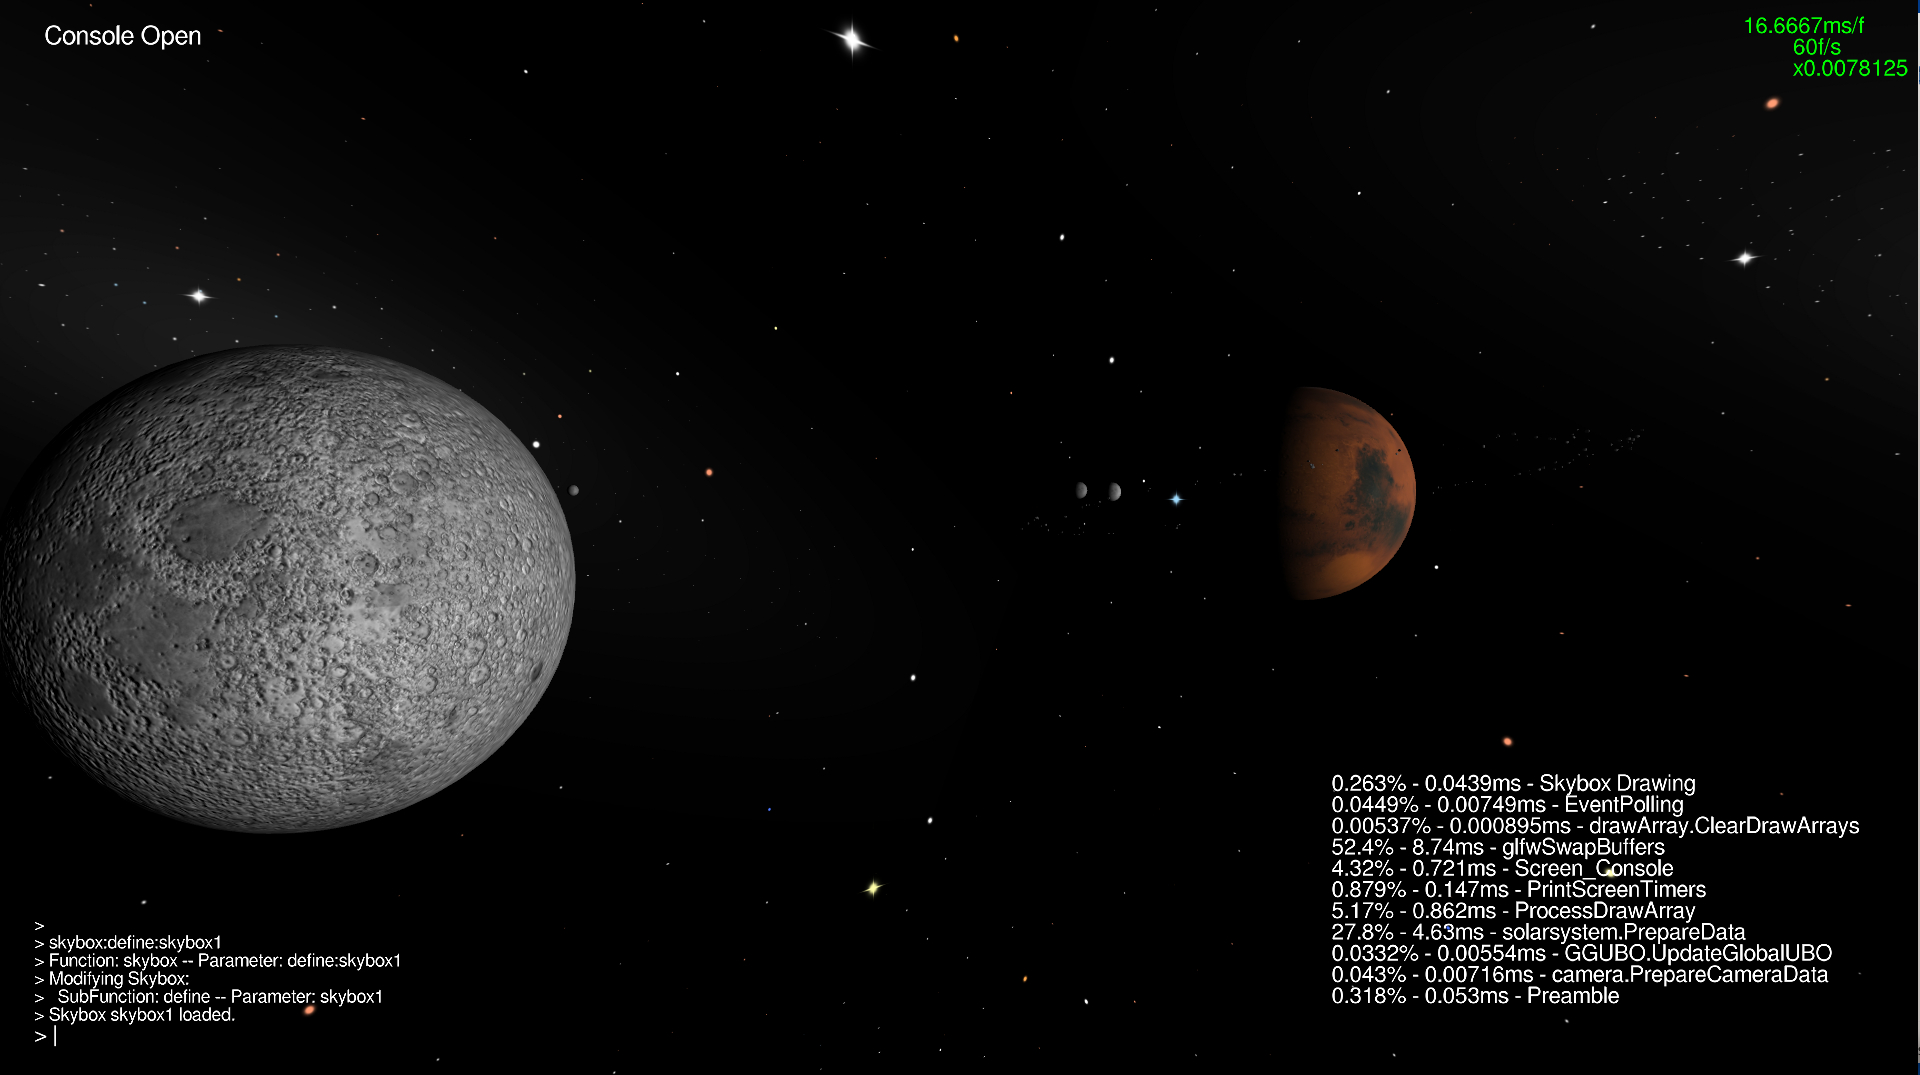 Console Open
16.6667ms/f
60f/s
x0.0078125
0.263% - 0.0439ms - Skybox Drawing
0.0449% - 0.00749ms - EventPolling
0.00537% - 0.000895ms - drawArray.ClearDrawArrays
52.4% - 8.74ms - glfwSwapBuffers
4.32% - 0.721ms - Screen_Console
0.879% - 0.147ms - PrintScreenTimers
5.17% - 0.862ms - ProcessDrawArray
27.8% - 4.63ms - solarsystem.PrepareData
0.0332% - 0.00554ms - GGUBO.UpdateGlobalUBO
0.043% - 0.00716ms - camera.PrepareCameraData
0.318% - 0.053ms - Preamble
>
> skybox:define:skybox1
> Function: skybox -- Parameter: define:skybox1
> Modifying Skybox:
>   SubFunction: define -- Parameter: skybox1
> Skybox skybox1 loaded.
> |